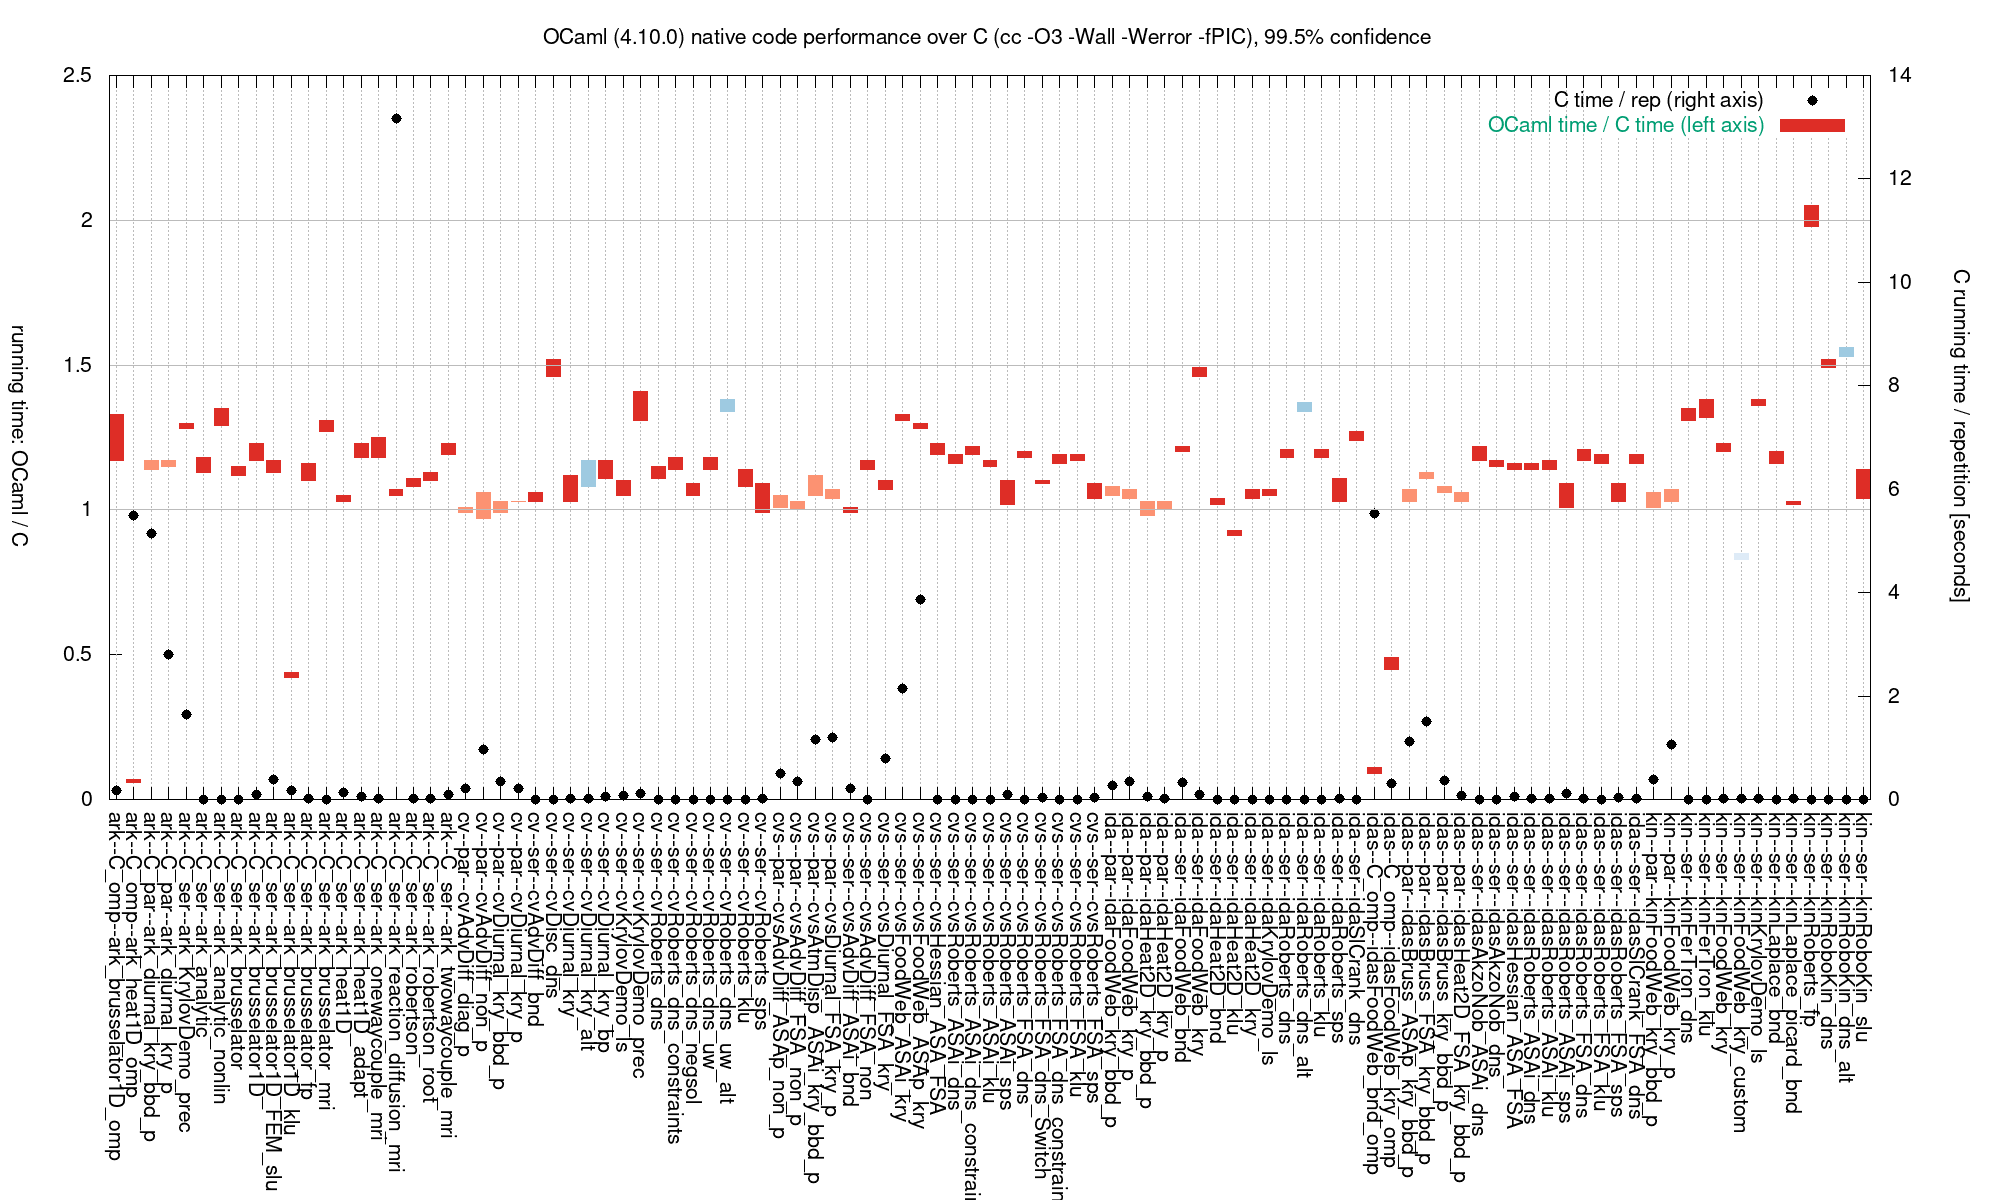 OCaml (4.10.0) native code performance over C (cc -O3 -Wall -Werror -fPIC), 99.5% confidence
C time / rep (right axis)
OCaml time / C time (left axis)
running time: OCaml / C
2.5
2
1.5
1
0.5
0
14
12
10
8
6
4
2
0
C running time / repetition [seconds]
ark--C_omp--ark_brusselator1D_omp
ark--C_omp--ark_heat1D_omp
ark--C_par--ark_diurnal_kry_bbd_p
ark--C_par--ark_diurnal_kry_p
ark--C_ser--ark_KrylovDemo_prec
ark--C_ser--ark_analytic
ark--C_ser--ark_analytic_nonlin
ark--C_ser--ark_brusselator
ark--C_ser--ark_brusselator1D
ark--C_ser--ark_brusselator1D_FEM_slu
ark--C_ser--ark_brusselator1D_klu
ark--C_ser--ark_brusselator_fp
ark--C_ser--ark_brusselator_mri
ark--C_ser--ark_heat1D
ark--C_ser--ark_heat1D_adapt
ark--C_ser--ark_onewaycouple_mri
ark--C_ser--ark_reaction_diffusion_mri
ark--C_ser--ark_robertson
ark--C_ser--ark_robertson_root
ark--C_ser--ark_twowaycouple_mri
cv--par--cvAdvDiff_diag_p
cv--par--cvAdvDiff_non_p
cv--par--cvDiurnal_kry_bbd_p
cv--par--cvDiurnal_kry_p
cv--ser--cvAdvDiff_bnd
cv--ser--cvDisc_dns
cv--ser--cvDiurnal_kry
cv--ser--cvDiurnal_kry_alt
cv--ser--cvDiurnal_kry_bp
cv--ser--cvKrylovDemo_ls
cv--ser--cvKrylovDemo_prec
cv--ser--cvRoberts_dns
cv--ser--cvRoberts_dns_constraints
cv--ser--cvRoberts_dns_negsol
cv--ser--cvRoberts_dns_uw
cv--ser--cvRoberts_dns_uw_alt
cv--ser--cvRoberts_klu
cv--ser--cvRoberts_sps
cvs--par--cvsAdvDiff_ASAp_non_p
cvs--par--cvsAdvDiff_FSA_non_p
cvs--par--cvsAtmDisp_ASAi_kry_bbd_p
cvs--par--cvsDiurnal_FSA_kry_p
cvs--ser--cvsAdvDiff_ASAi_bnd
cvs--ser--cvsAdvDiff_FSA_non
cvs--ser--cvsDiurnal_FSA_kry
cvs--ser--cvsFoodWeb_ASAi_kry
cvs--ser--cvsFoodWeb_ASAp_kry
cvs--ser--cvsHessian_ASA_FSA
cvs--ser--cvsRoberts_ASAi_dns
cvs--ser--cvsRoberts_ASAi_dns_constrain
cvs--ser--cvsRoberts_ASAi_klu
cvs--ser--cvsRoberts_ASAi_sps
cvs--ser--cvsRoberts_FSA_dns
cvs--ser--cvsRoberts_FSA_dns_Switch
cvs--ser--cvsRoberts_FSA_dns_constrain
cvs--ser--cvsRoberts_FSA_klu
cvs--ser--cvsRoberts_FSA_sps
ida--par--idaFoodWeb_kry_bbd_p
ida--par--idaFoodWeb_kry_p
ida--par--idaHeat2D_kry_bbd_p
ida--par--idaHeat2D_kry_p
ida--ser--idaFoodWeb_bnd
ida--ser--idaFoodWeb_kry
ida--ser--idaHeat2D_bnd
ida--ser--idaHeat2D_klu
ida--ser--idaHeat2D_kry
ida--ser--idaKrylovDemo_ls
ida--ser--idaRoberts_dns
ida--ser--idaRoberts_dns_alt
ida--ser--idaRoberts_klu
ida--ser--idaRoberts_sps
ida--ser--idaSlCrank_dns
idas--C_omp--idasFoodWeb_bnd_omp
idas--C_omp--idasFoodWeb_kry_omp
idas--par--idasBruss_ASAp_kry_bbd_p
idas--par--idasBruss_FSA_kry_bbd_p
idas--par--idasBruss_kry_bbd_p
idas--par--idasHeat2D_FSA_kry_bbd_p
idas--ser--idasAkzoNob_ASAi_dns
idas--ser--idasAkzoNob_dns
idas--ser--idasHessian_ASA_FSA
idas--ser--idasRoberts_ASAi_dns
idas--ser--idasRoberts_ASAi_klu
idas--ser--idasRoberts_ASAi_sps
idas--ser--idasRoberts_FSA_dns
idas--ser--idasRoberts_FSA_klu
idas--ser--idasRoberts_FSA_sps
idas--ser--idasSlCrank_FSA_dns
kin--par--kinFoodWeb_kry_bbd_p
kin--par--kinFoodWeb_kry_p
kin--ser--kinFerTron_dns
kin--ser--kinFerTron_klu
kin--ser--kinFoodWeb_kry
kin--ser--kinFoodWeb_kry_custom
kin--ser--kinKrylovDemo_ls
kin--ser--kinLaplace_bnd
kin--ser--kinLaplace_picard_bnd
kin--ser--kinRoberts_fp
kin--ser--kinRoboKin_dns
kin--ser--kinRoboKin_dns_alt
kin--ser--kinRoboKin_slu